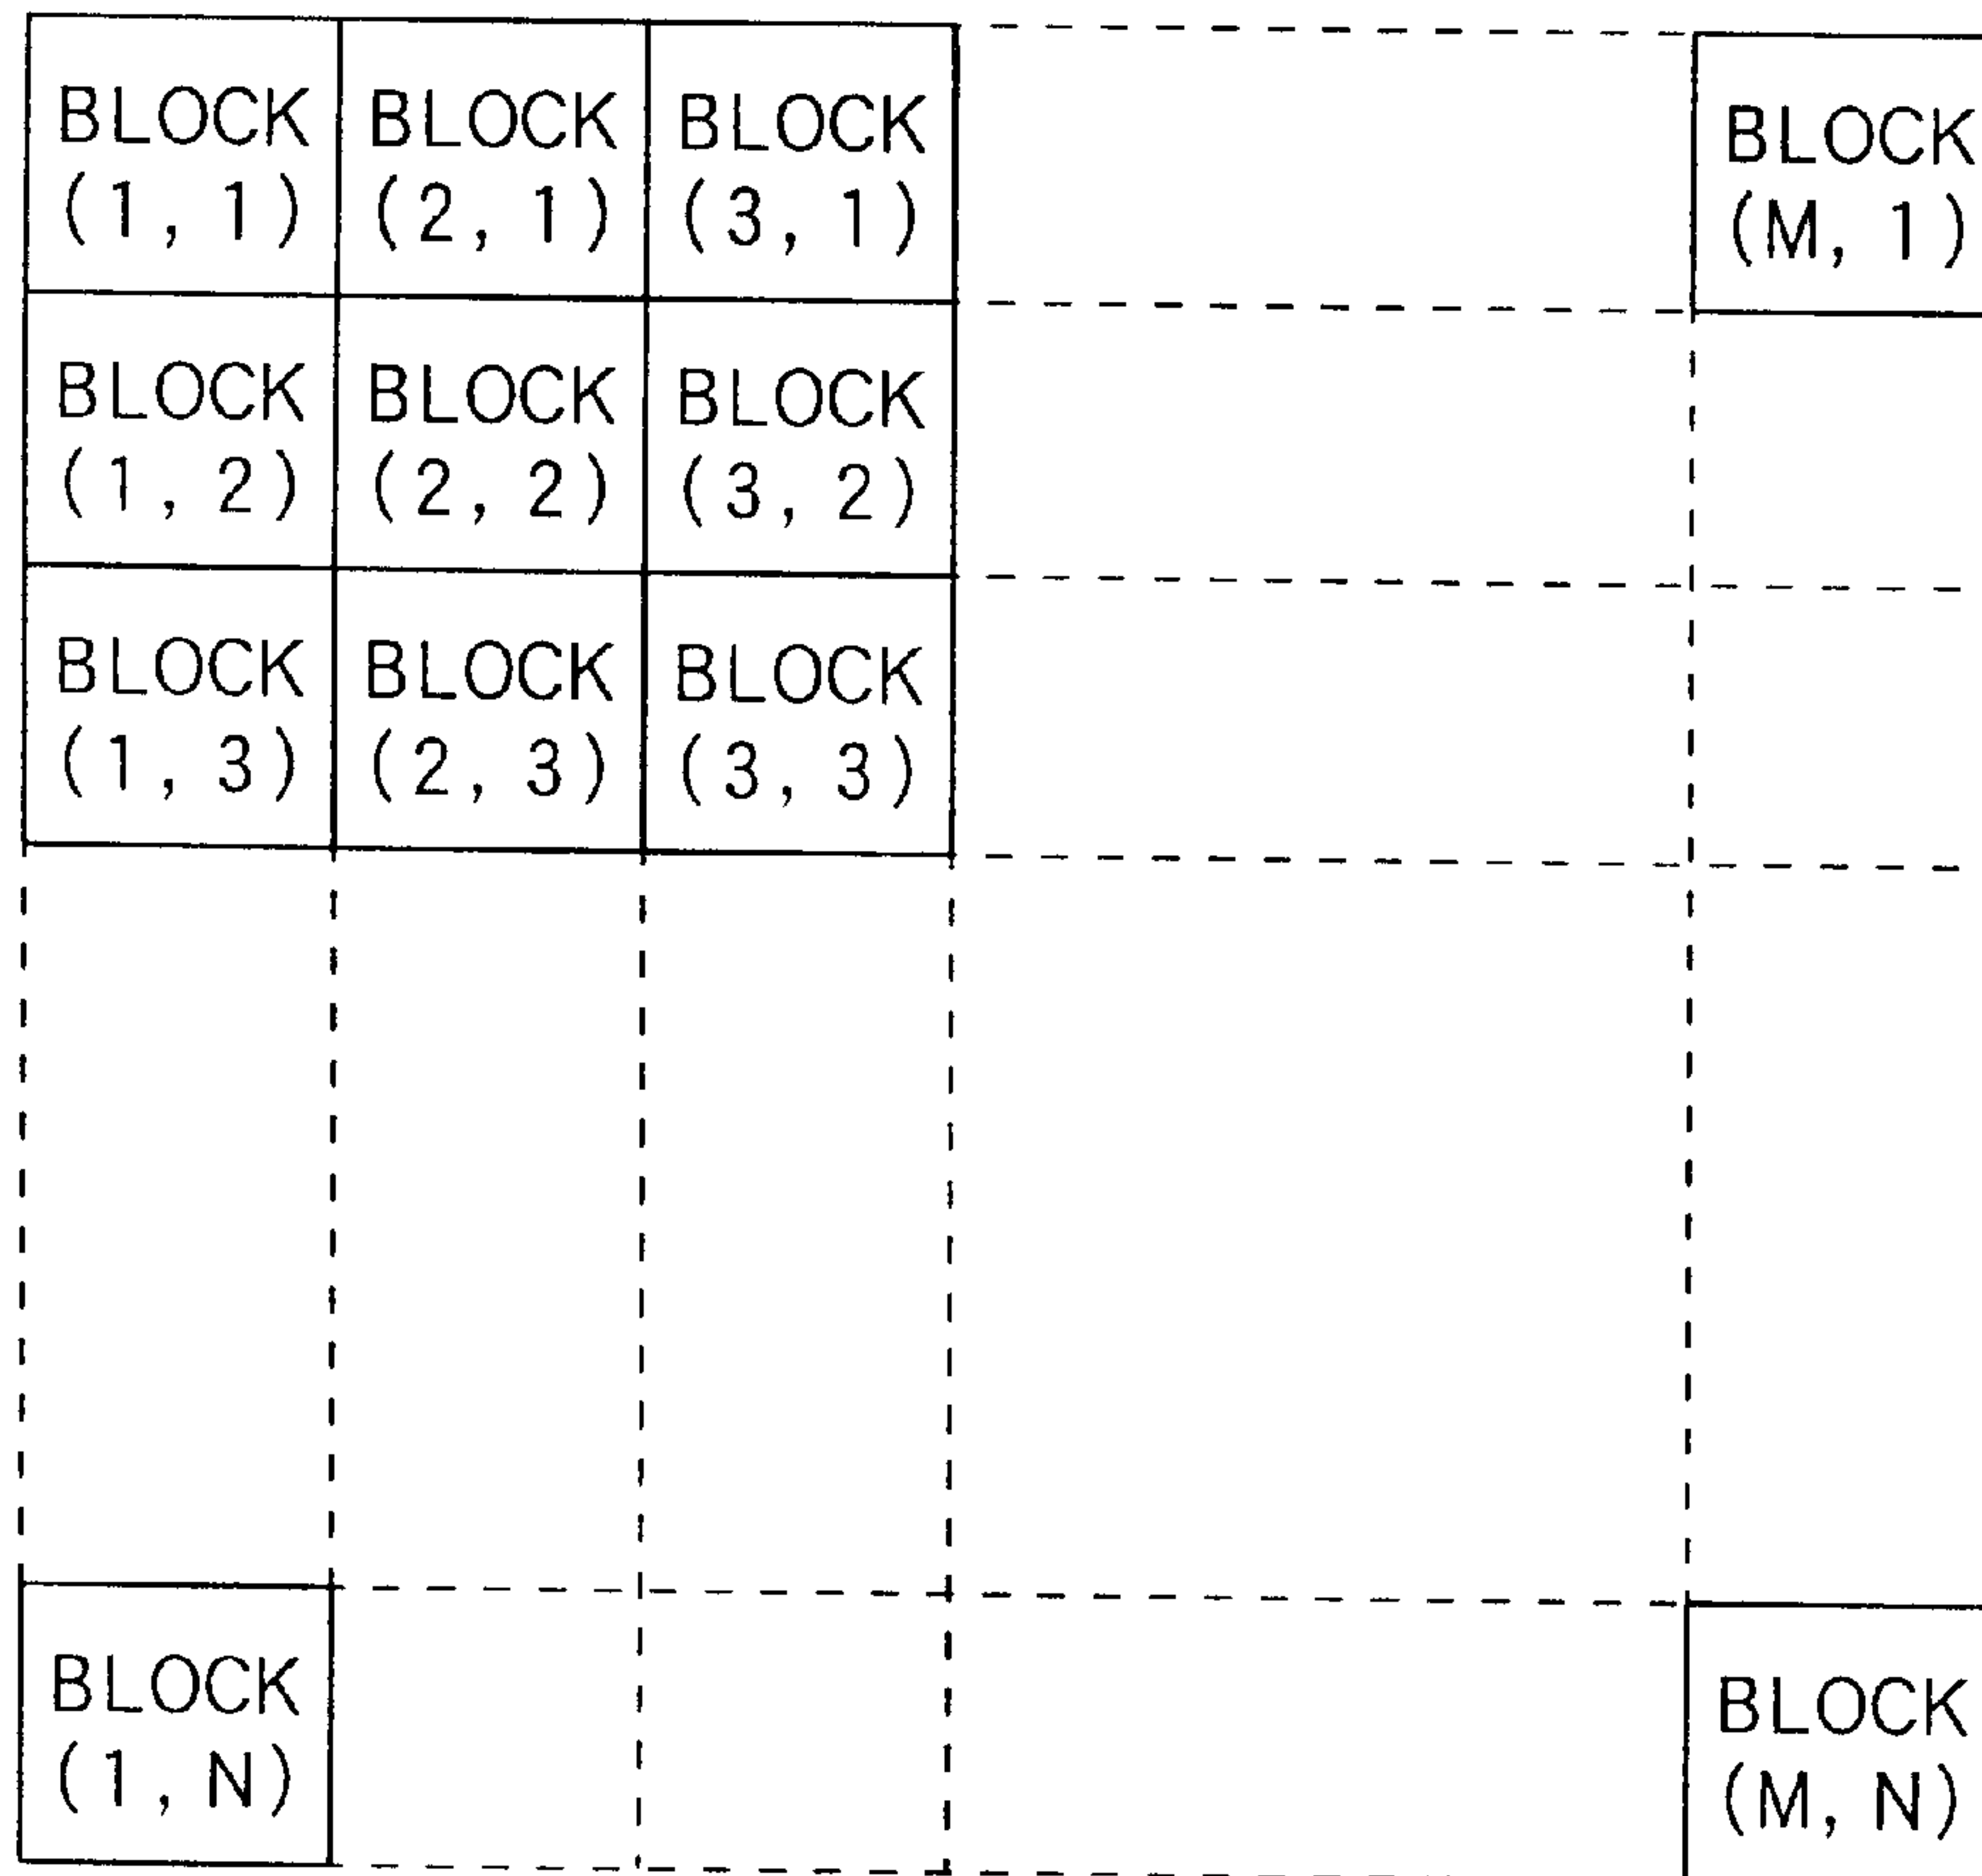 BLOCK BLOCK BLOCK BLOCK
(1, 1) (2, 1) (3, 1) (M, 1)
BLOCK BLOCK BLOCK
(1, 2) (2, 2) (3, 2)
BLOCK BLOCK BLOCK
(1, 3) (2, 3) (3, 3)
BLOCK BLOCK
(1, N) (M, N)